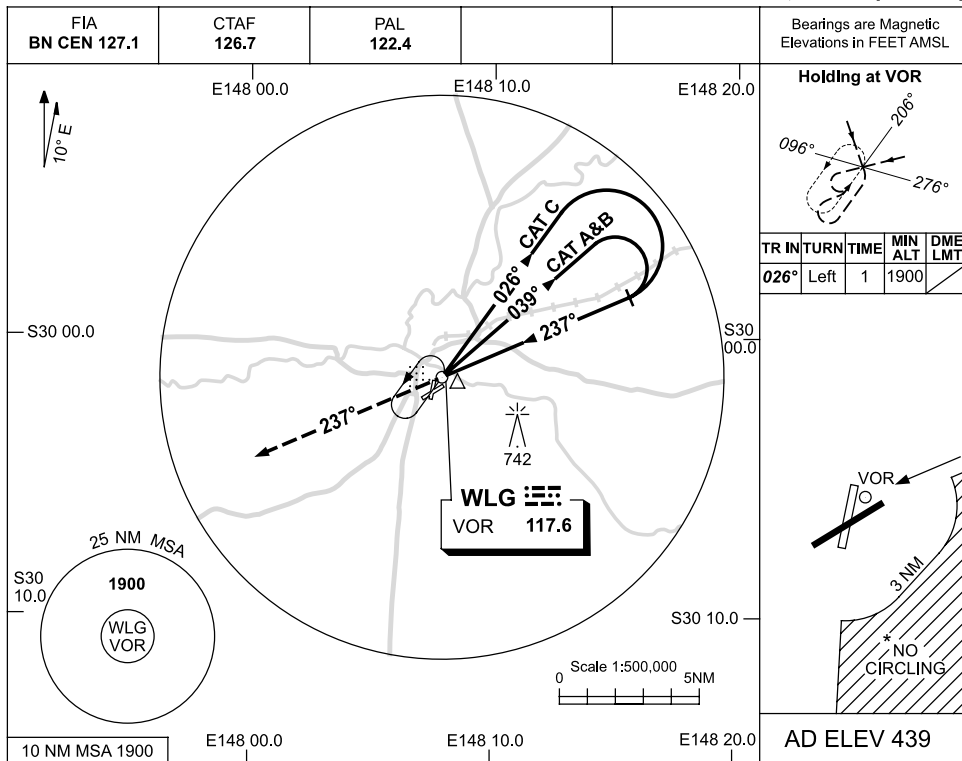 FIA
BN CEN 127.1
CTAF
126.7
PAL
122.4
Bearings are Magnetic
Elevations in FEET AMSL
E148 00.0
E148 10.0
E148 20.0
10° E
CAT C
CAT A&B
026°
039°
237°
S30 00.0
S30
00.0
237°
742
WLG
VOR 117.6
25 NM MSA
1900
WLG
VOR
S30
10.0
S30 10.0
Scale 1:500,000
0
5NM
10 NM MSA 1900
E148 00.0
E148 10.0
E148 20.0
Holding at VOR
206°
096°
276°
TR IN TURN TIME MIN ALT DME LMT
026° Left 1 1900
VOR
3 NM
* NO
CIRCLING
AD ELEV 439